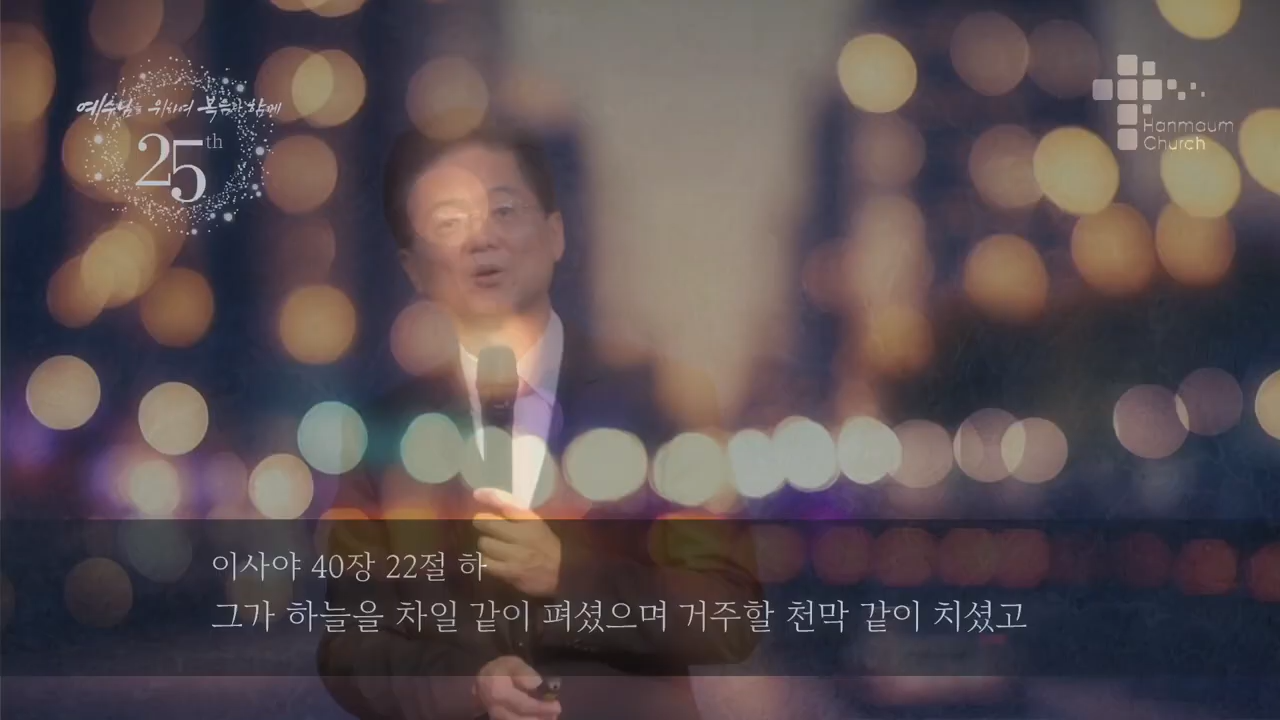 예수님을 위하여 복음과 함께
25th
Hanmaum
Church
이사야 40장 22절 하
그가 하늘을 차일 같이 펴셨으며 거주할 천막 같이 치셨고